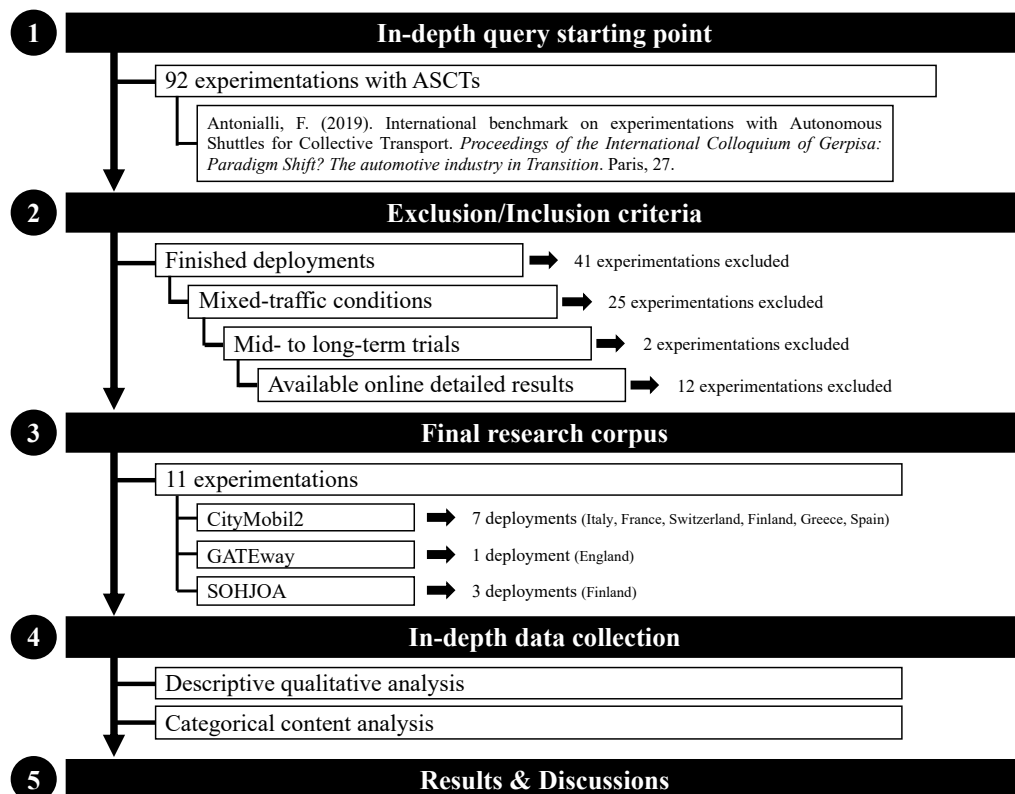 1 In-depth query starting point
92 experimentations with ASCTs
Antonialli, F. (2019). International benchmark on experimentations with Autonomous
Shuttles for Collective Transport. Proceedings of the International Colloquium of Gerpisa:
Paradigm Shift? The automotive industry in Transition. Paris, 27.
2 Exclusion/Inclusion criteria
Finished deployments 41 experimentations excluded
Mixed-traffic conditions 25 experimentations excluded
Mid- to long-term trials 2 experimentations excluded
Available online detailed results 12 experimentations excluded
3 Final research corpus
11 experimentations
CityMobil2 7 deployments (Italy, France, Switzerland, Finland, Greece, Spain)
GATEway 1 deployment (England)
SOHJOA 3 deployments (Finland)
4 In-depth data collection
Descriptive qualitative analysis
Categorical content analysis
5 Results & Discussions